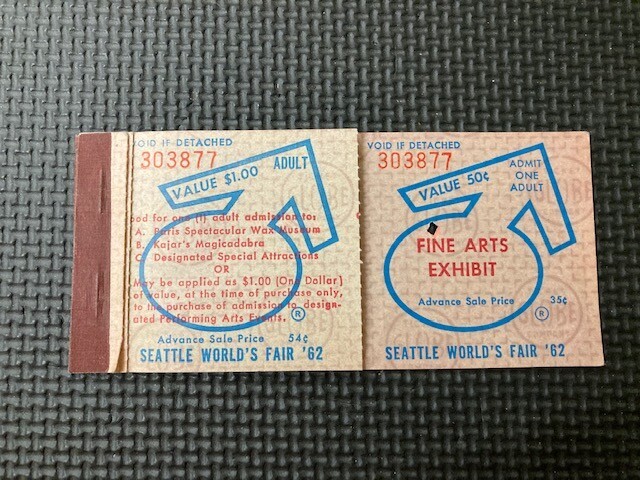 VOID IF DETACHED
303877
ADULT
VALUE $1.00
ood for one (1) adult admission to:
A. Paris Spectacular Wax Museum
B. Kajar's Magicadabra
C. Designated Special Attractions
OR
May be applied as $1.00 (One Dollar)
of value, at the time of purchase only,
to the purchase of admission to design-
ated Performing Arts Events.
®
Advance Sale Price 54¢
SEATTLE WORLD'S FAIR '62
VOID IF DETACHED
303877
ADMIT
ONE
ADULT
VALUE 50¢
FINE ARTS
EXHIBIT
Advance Sale Price 35¢
®
SEATTLE WORLD'S FAIR '62